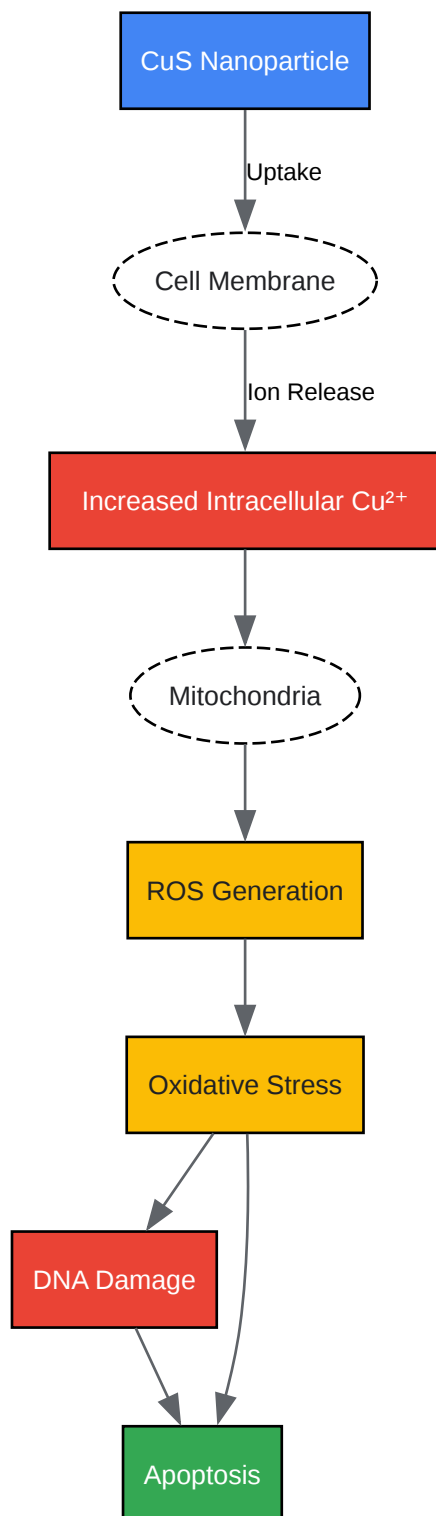 CuS Nanoparticle
Uptake
Cell Membrane
Ion Release
Increased Intracellular Cu²⁺
Mitochondria
ROS Generation
Oxidative Stress
DNA Damage
Apoptosis